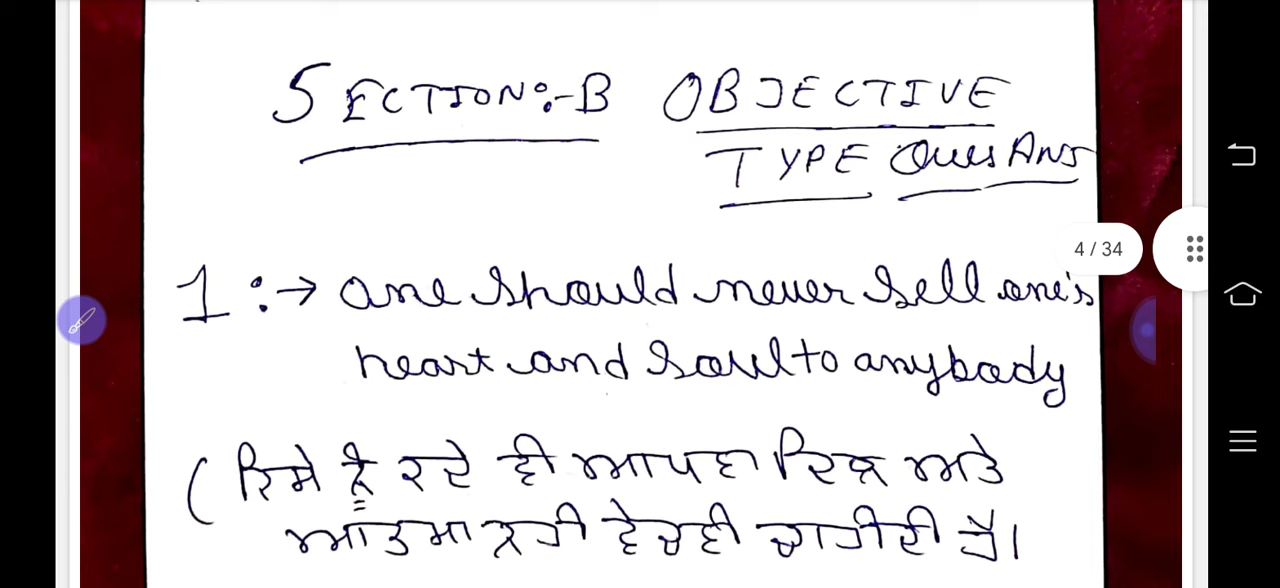 SECTION:-B OBJECTIVE
TYPE Ques Ans
4 / 34
1:→ one should never sell one's
heart and soul to anybody
(ਕਿਸੇ ਨੂੰ ਕਦੇ ਵੀ ਆਪਣਾ ਦਿਲ ਅਤੇ
ਆਤਮਾ ਨਹੀ ਵੇਚਣੀ ਚਾਹੀਦੀ ਹੈ।